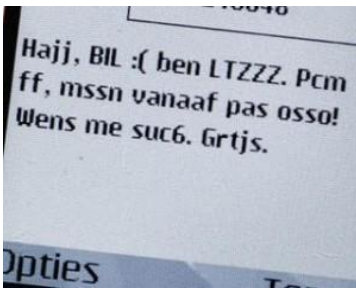 Hajj, BIL :( ben LTZZZ. Pcm
ff, mssn vanaaf pas osso!
Wens me suc6. Grtjs.
Opties